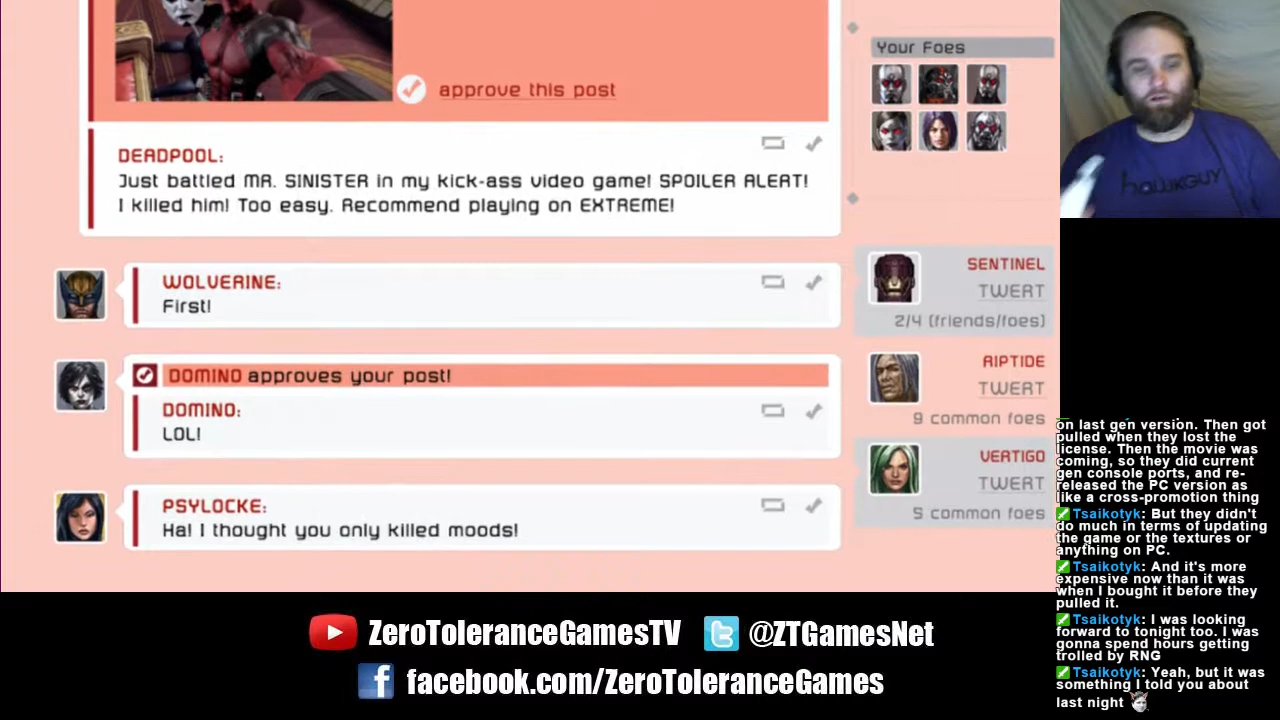 approve this post
DEADPOOL:
Just battled MR. SINISTER in my kick-ass video game! SPOILER ALERT!
I killed him! Too easy. Recommend playing on EXTREME!
WOLVERINE:
First!
DOMINO approves your post!
DOMINO:
LOL!
PSYLOCKE:
Ha! I thought you only killed moods!
Your Foes
SENTINEL
TWERT
2/4 (friends/foes)
RIPTIDE
TWERT
9 common foes
VERTIGO
TWERT
5 common foes
hawkguy
on last gen version. Then got
pulled when they lost the
license. Then the movie was
coming, so they did current
gen console ports, and re-
released the PC version as
like a cross-promotion thing
Tsaikotyk: But they didn't
do much in terms of updating
the game or the textures or
anything on PC.
Tsaikotyk: And it's more
expensive now than it was
when I bought it before they
pulled it.
Tsaikotyk: I was looking
forward to tonight too. I was
gonna spend hours getting
trolled by RNG
Tsaikotyk: Yeah, but it was
something I told you about
last night
ZeroToleranceGamesTV
@ZTGamesNet
facebook.com/ZeroToleranceGames